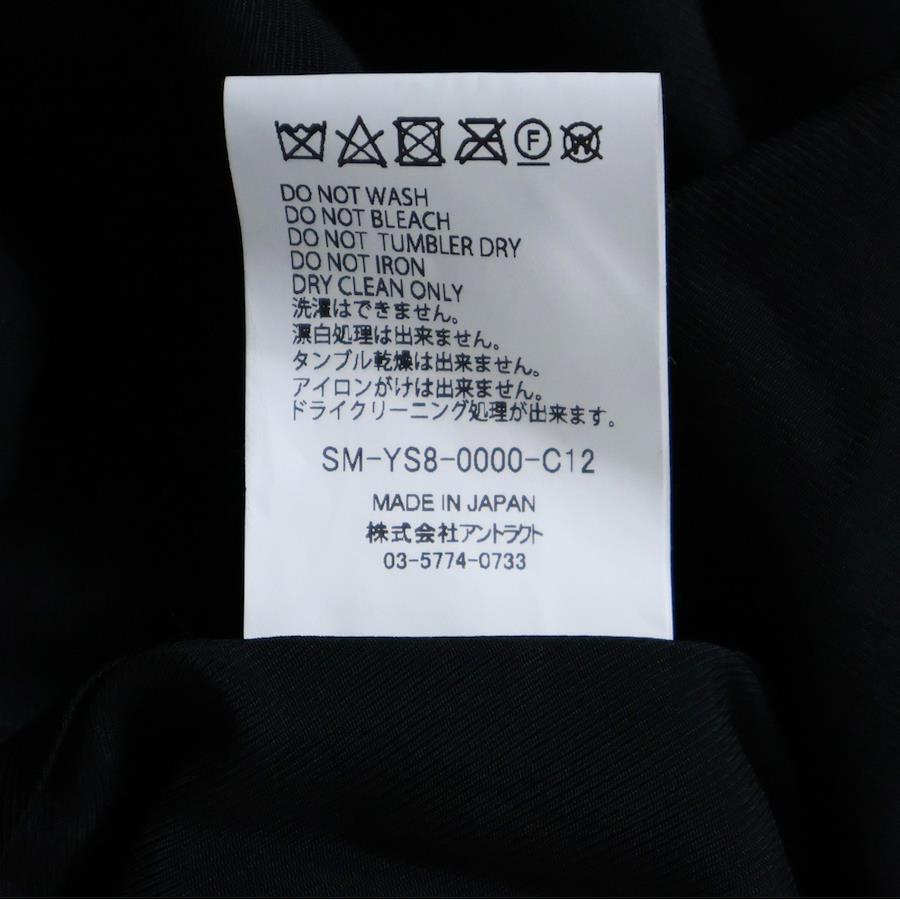 F W
DO NOT WASH
DO NOT BLEACH
DO NOT TUMBLER DRY
DO NOT IRON
DRY CLEAN ONLY
洗濯はできません。
漂白処理は出来ません。
タンブル乾燥は出来ません。
アイロンがけは出来ません。
ドライクリーニング処理が出来ます。
SM-YS8-0000-C12
MADE IN JAPAN
株式会社アントラクト
03-5774-0733